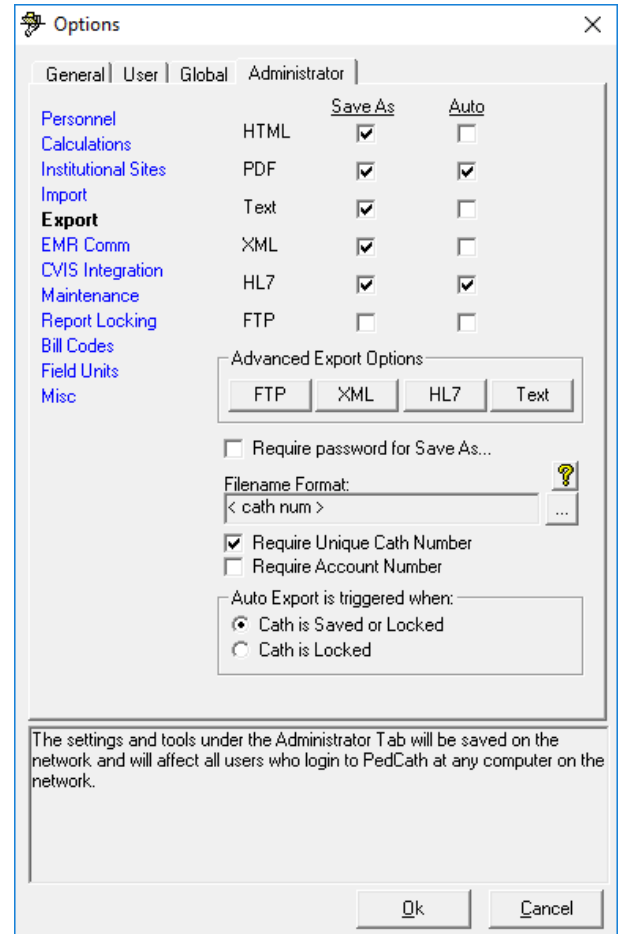 Options
General User Global Administrator
Save As Auto
Personnel
Calculations
Institutional Sites
Import
Export
EMR Comm
CVIS Integration
Maintenance
Report Locking
Bill Codes
Field Units
Misc
HTML
PDF
Text
XML
HL7
FTP
Advanced Export Options
FTP XML HL7 Text
Require password for Save As...
?
Filename Format:
< cath num > ...
Require Unique Cath Number
Require Account Number
Auto Export is triggered when:
Cath is Saved or Locked
Cath is Locked
The settings and tools under the Administrator Tab will be saved on the
network and will affect all users who login to PedCath at any computer on the
network.
Ok Cancel